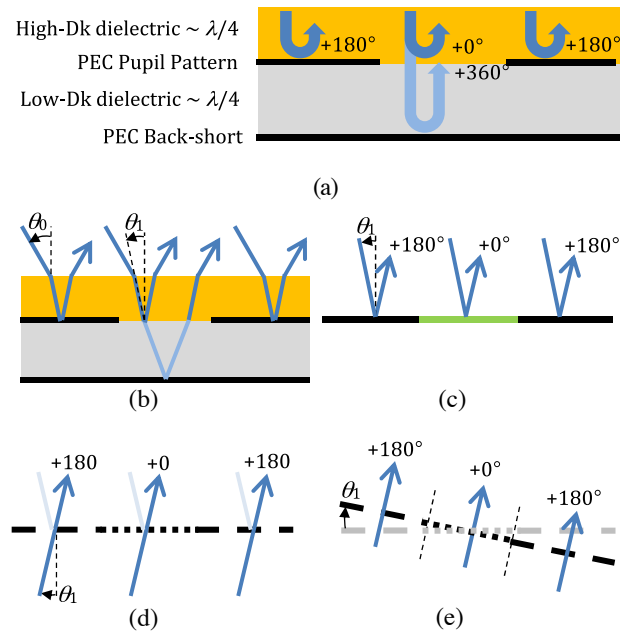 High-Dk dielectric ~ λ/4
PEC Pupil Pattern
Low-Dk dielectric ~ λ/4
PEC Back-short
+180° +0° +180°
+360°
(a)
θ0 θ1
(b)
θ1 +180° +0° +180°
(c)
+180 +0 +180
θ1
(d)
+180° +0° +180°
θ1
(e)